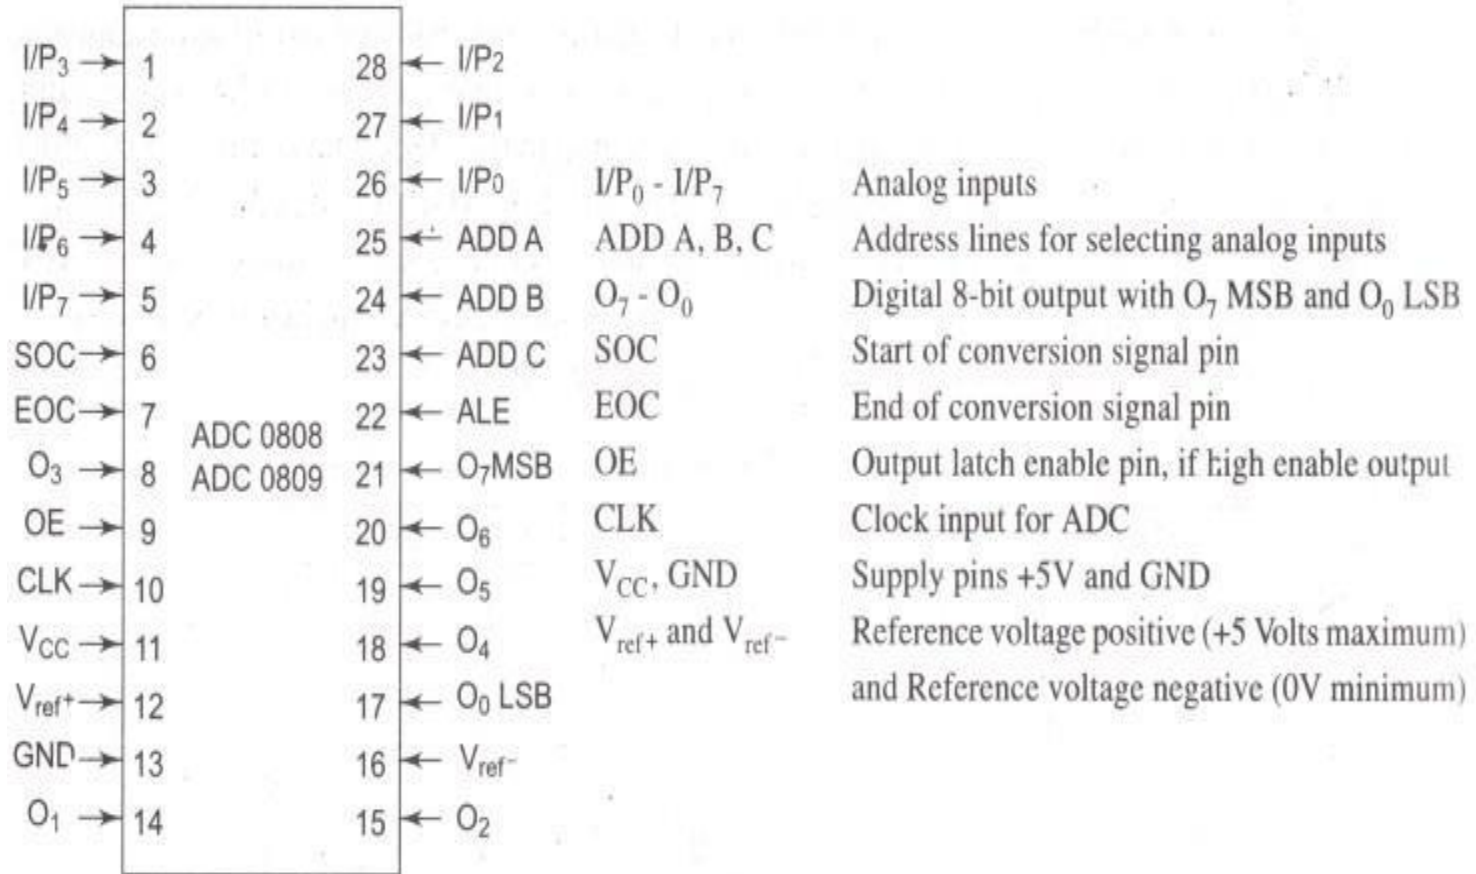 I/P₃ 1 28 I/P2
I/P₄ 2 27 I/P1
I/P₅ 3 26 I/P0 I/P₀ - I/P₇ Analog inputs
I/P₆ 4 25 ADD A ADD A, B, C Address lines for selecting analog inputs
I/P₇ 5 24 ADD B O₇ - O₀ Digital 8-bit output with O₇ MSB and O₀ LSB
SOC 6 23 ADD C SOC Start of conversion signal pin
EOC 7 22 ALE EOC End of conversion signal pin
ADC 0808
O₃ 8 21 O₇MSB OE Output latch enable pin, if high enable output
ADC 0809
OE 9 20 O₆ CLK Clock input for ADC
CLK 10 19 O₅ V_CC, GND Supply pins +5V and GND
V_CC 11 18 O₄ V_ref+ and V_ref- Reference voltage positive (+5 Volts maximum)
V_ref+ 12 17 O₀ LSB and Reference voltage negative (0V minimum)
GND 13 16 V_ref-
O₁ 14 15 O₂